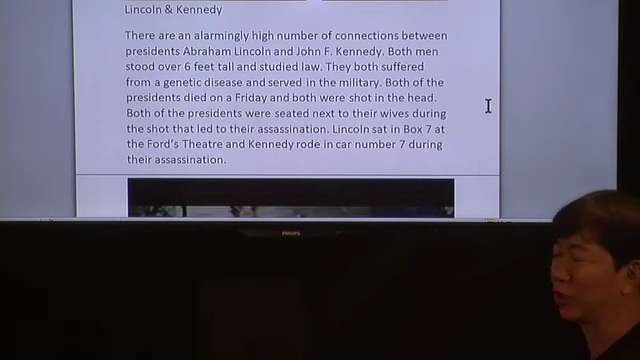 Lincoln & Kennedy
There are an alarmingly high number of connections between
presidents Abraham Lincoln and John F. Kennedy. Both men
stood over 6 feet tall and studied law. They both suffered
from a genetic disease and served in the military. Both of the
presidents died on a Friday and both were shot in the head.
Both of the presidents were seated next to their wives during
the shot that led to their assassination. Lincoln sat in Box 7 at
the Ford's Theatre and Kennedy rode in car number 7 during
their assassination.
PHILIPS